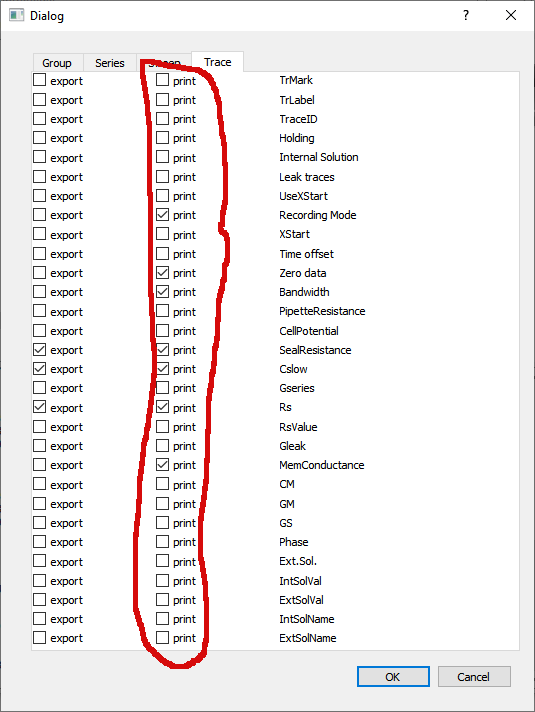 Dialog
?
Group Series Sweep Trace
export print TrMark
export print TrLabel
export print TraceID
export print Holding
export print Internal Solution
export print Leak traces
export print UseXStart
export print Recording Mode
export print XStart
export print Time offset
export print Zero data
export print Bandwidth
export print PipetteResistance
export print CellPotential
export print SealResistance
export print Cslow
export print Gseries
export print Rs
export print RsValue
export print Gleak
export print MemConductance
export print CM
export print GM
export print GS
export print Phase
export print Ext.Sol.
export print IntSolVal
export print ExtSolVal
export print IntSolName
export print ExtSolName
OK Cancel